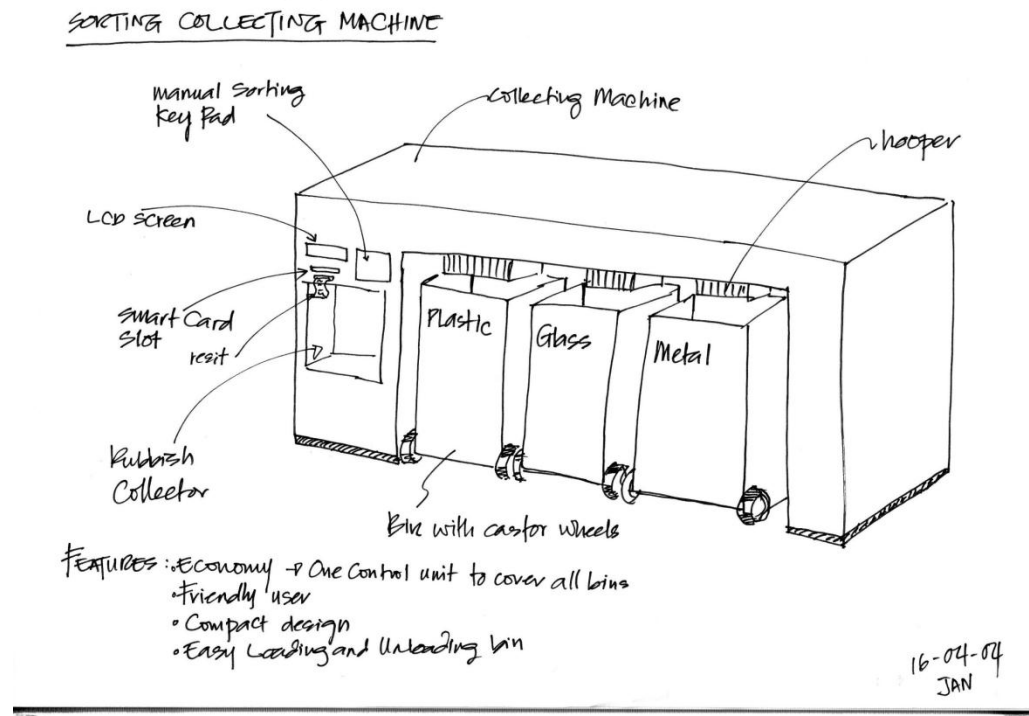 SORTING COLLECTING MACHINE
manual Sorting
Key Pad
Collecting Machine
hooper
LCD Screen
Smart Card
Slot
resit
Plastic
Glass
Metal
Rubbish
Collector
Bin with castor wheels
FEATURES : • Economy → One Control unit to cover all bins
• Friendly user
• Compact design
• Easy Loading and Unloading bin
16-04-04
JAN